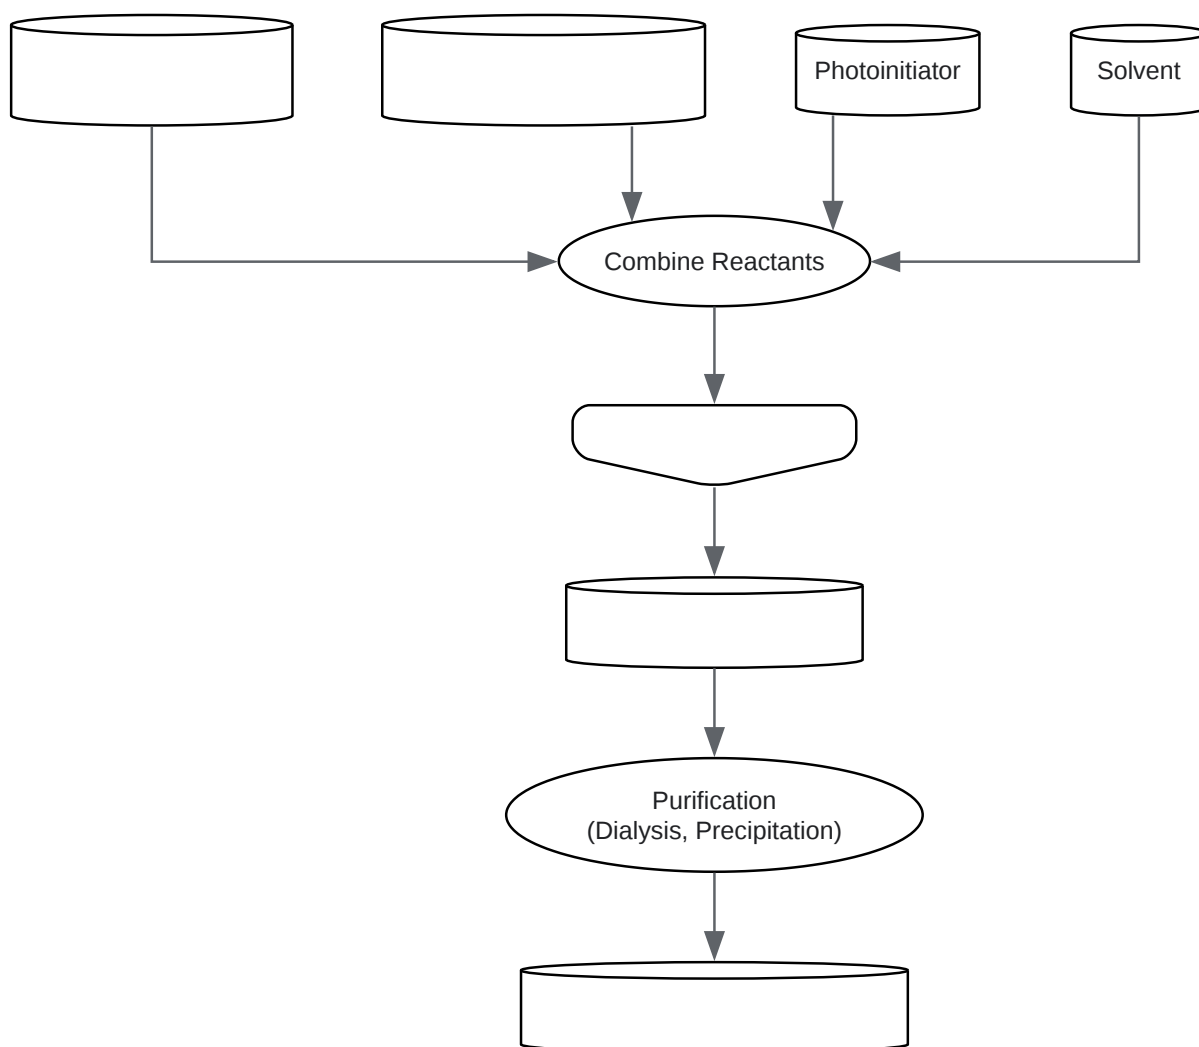 Photoinitiator
Solvent
Combine Reactants
Purification
(Dialysis, Precipitation)